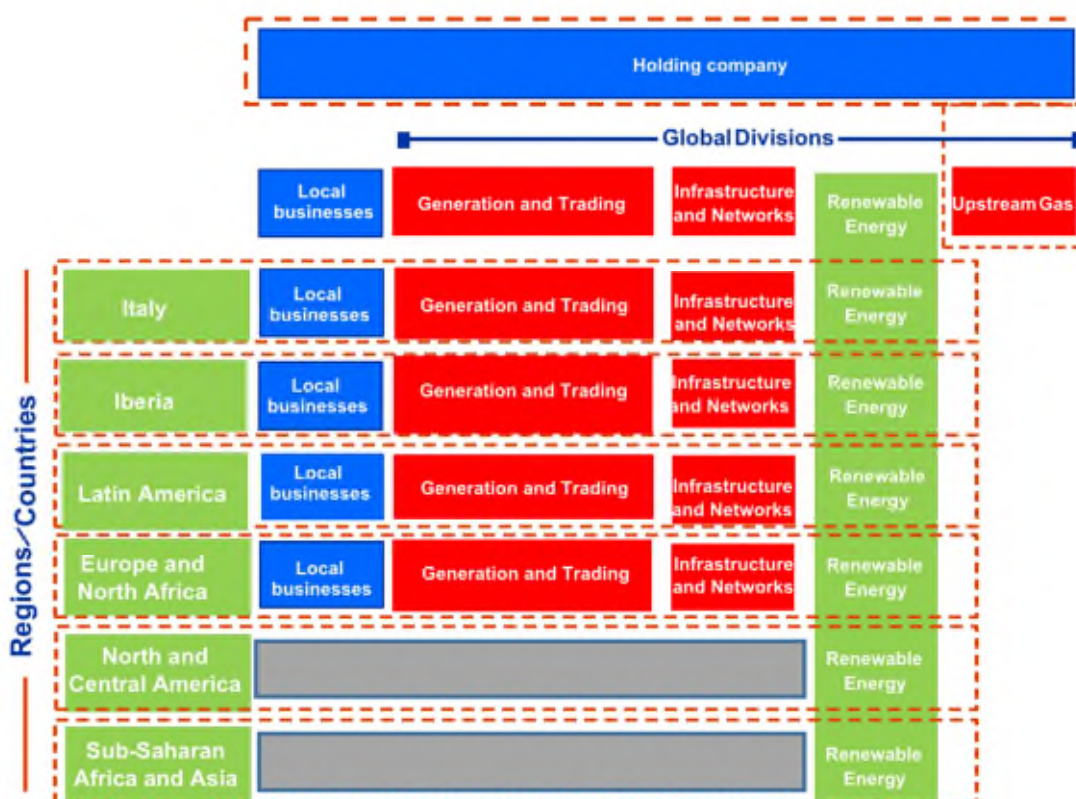 Holding company
Global Divisions
Local
businesses
Generation and Trading
Infrastructure
and Networks
Renewable
Energy
Upstream Gas
Regions/Countries
Italy
Local
businesses
Generation and Trading
Infrastructure
and Networks
Renewable
Energy
Iberia
Local
businesses
Generation and Trading
Infrastructure
and Networks
Renewable
Energy
Latin America
Local
businesses
Generation and Trading
Infrastructure
and Networks
Renewable
Energy
Europe and
North Africa
Local
businesses
Generation and Trading
Infrastructure
and Networks
Renewable
Energy
North and
Central America
Renewable
Energy
Sub-Saharan
Africa and Asia
Renewable
Energy